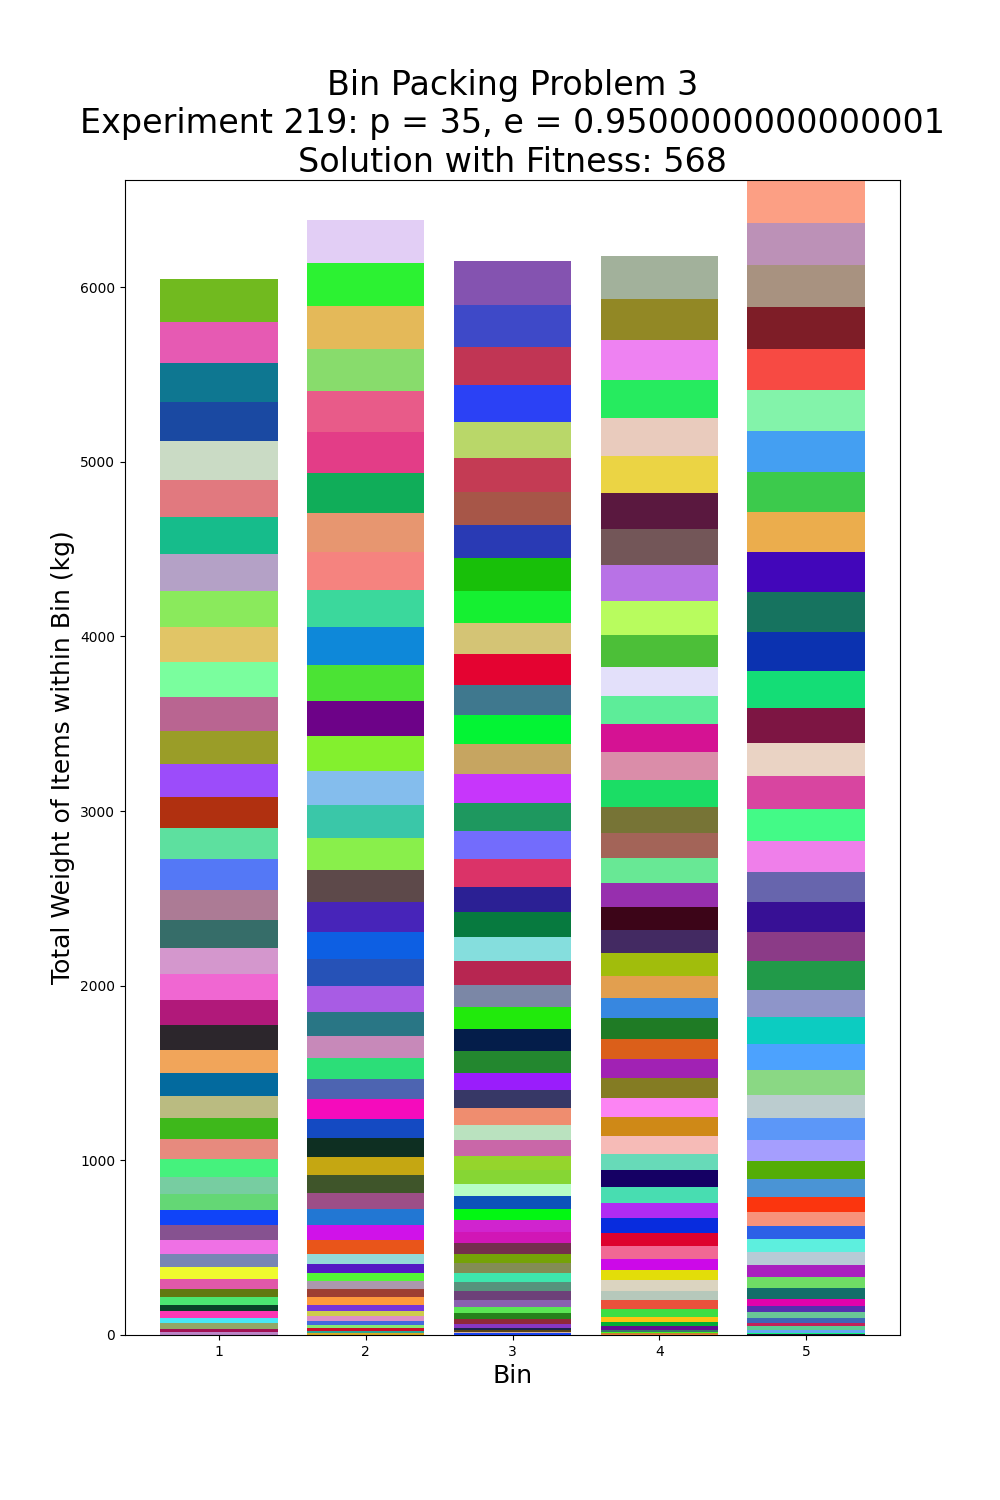 Bin Packing Problem 3
Experiment 219: p = 35, e = 0.9500000000000001
Solution with Fitness: 568
Total Weight of Items within Bin (kg)
6000
5000
4000
3000
2000
1000
0
1 2 3 4 5
Bin